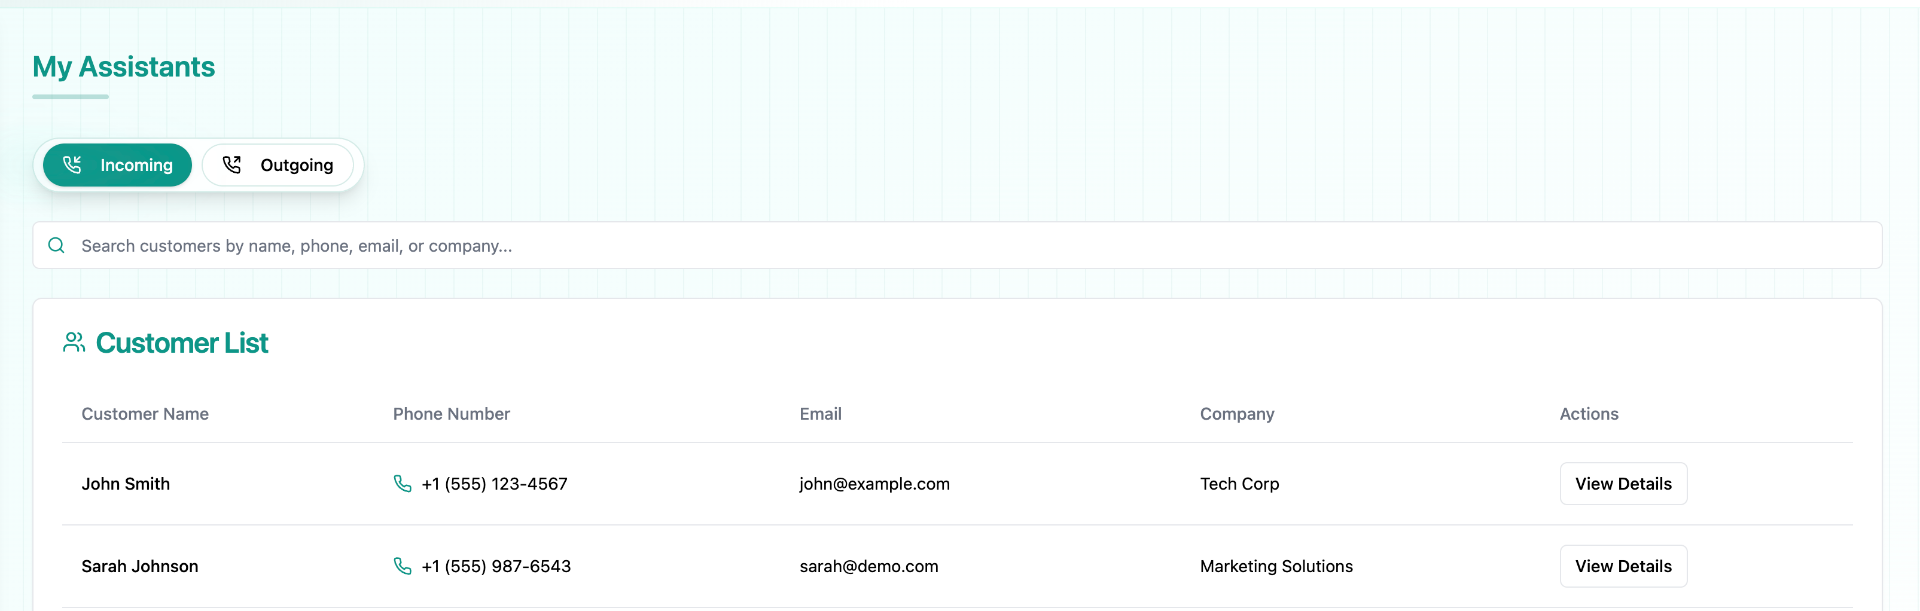 My Assistants
Incoming Outgoing
Search customers by name, phone, email, or company...
Customer List
Customer Name Phone Number Email Company Actions
John Smith +1 (555) 123-4567 john@example.com Tech Corp View Details
Sarah Johnson +1 (555) 987-6543 sarah@demo.com Marketing Solutions View Details